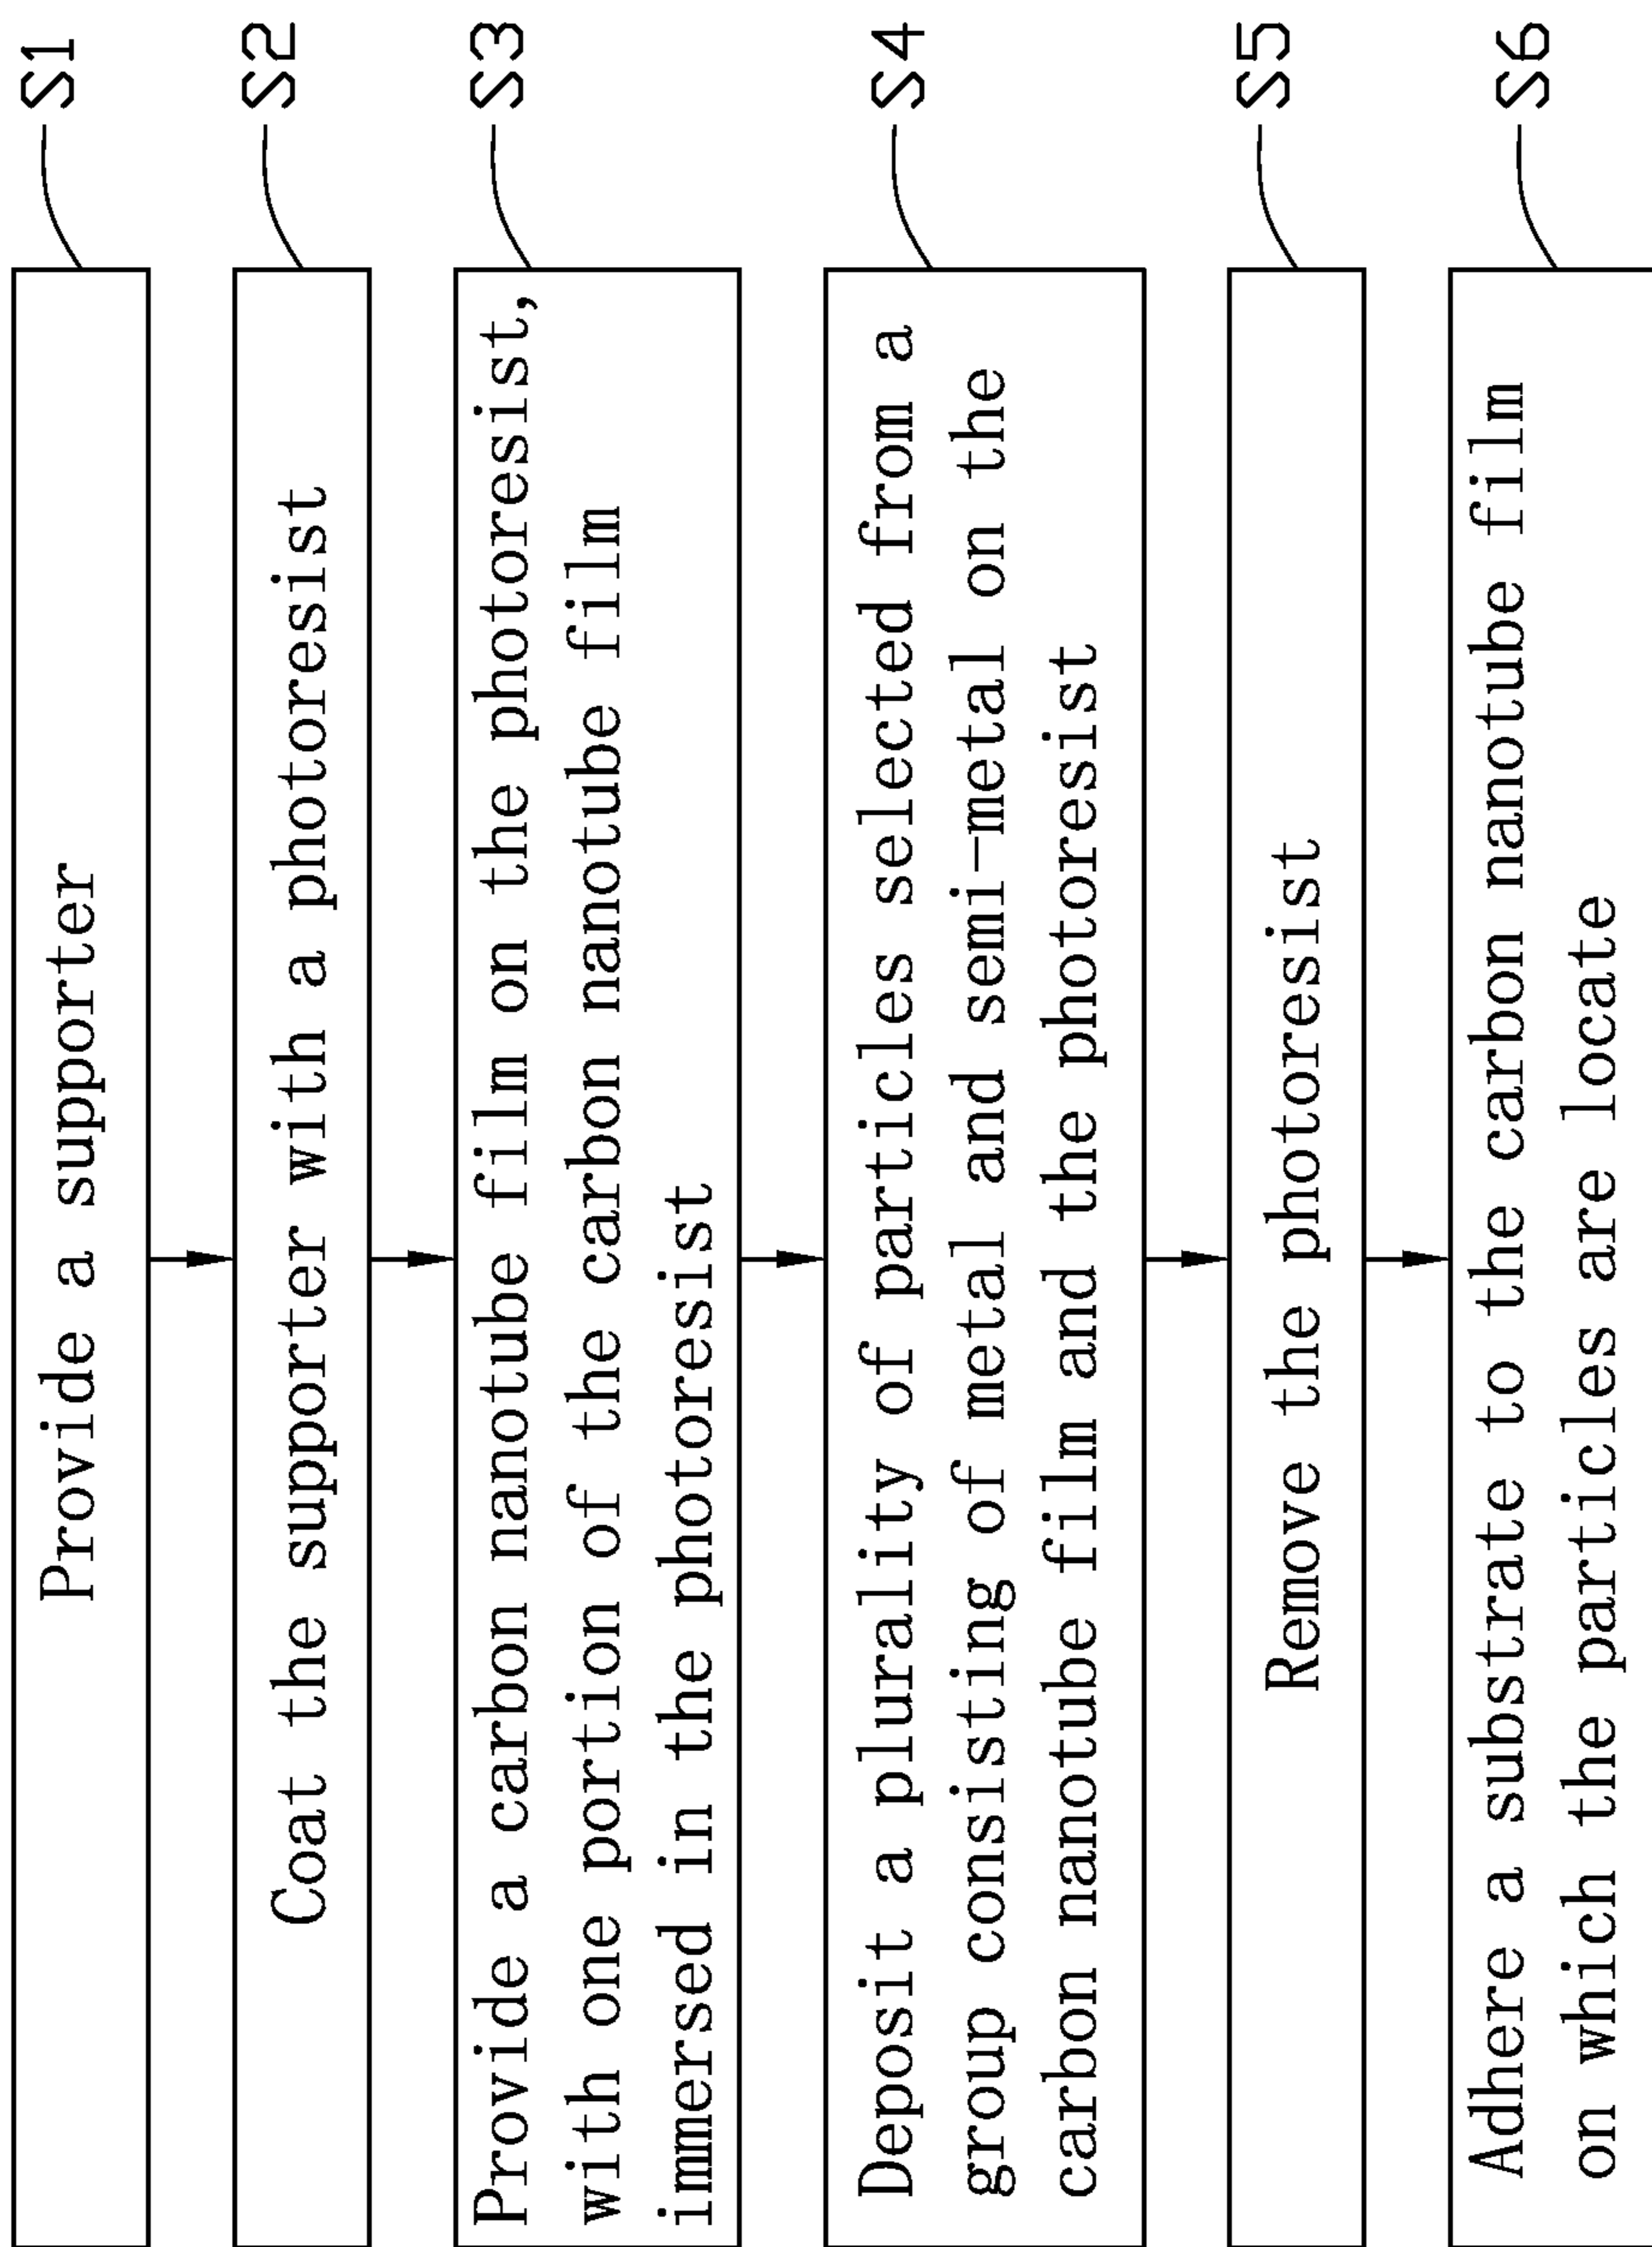 Provide a supporter
S1
Coat the supporter with a photoresist
S2
Provide a carbon nanotube film on the photoresist,
with one portion of the carbon nanotube film
immersed in the photoresist
S3
Deposit a plurality of particles selected from a
group consisting of metal and semi-metal on the
carbon nanotube film and the photoresist
S4
Remove the photoresist
S5
Adhere a substrate to the carbon nanotube film
on which the particles are locate
S6